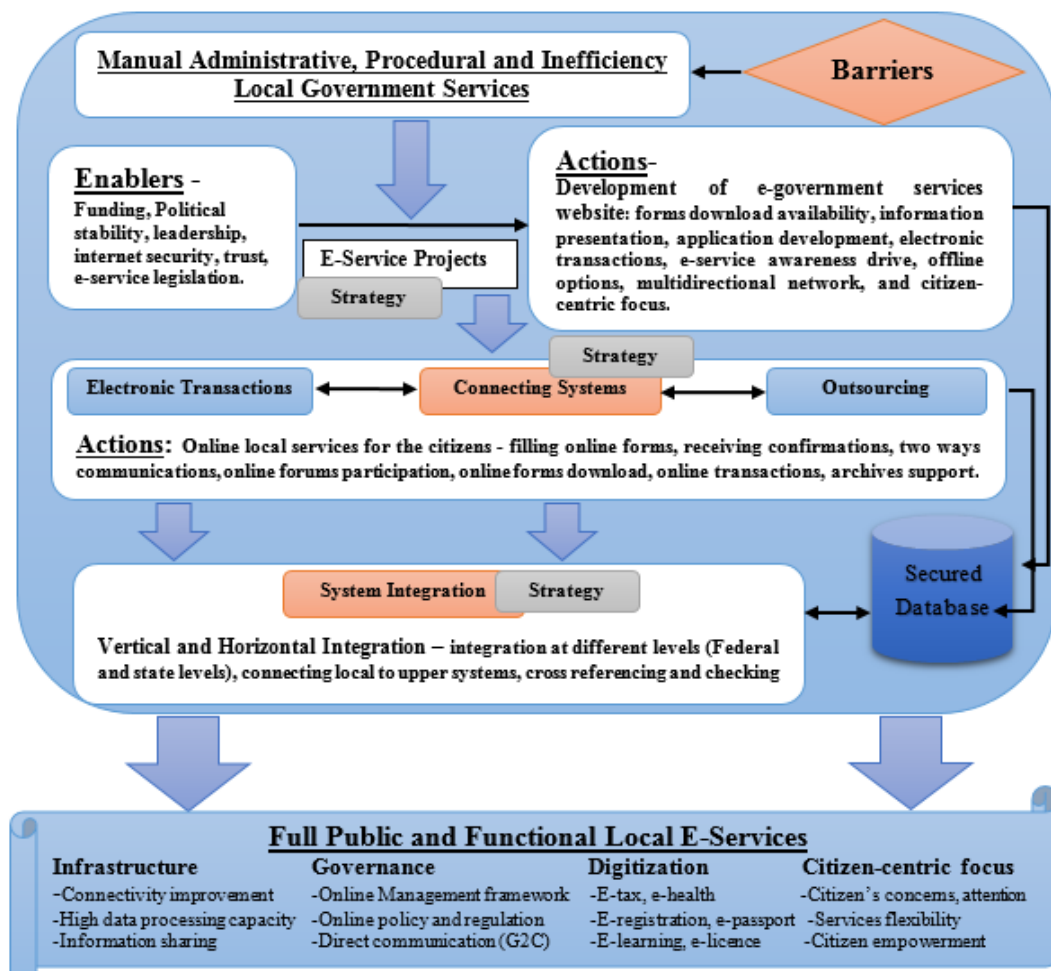 Manual Administrative, Procedural and Inefficiency
Local Government Services
Barriers
Enablers -
Funding, Political
stability, leadership,
internet security, trust,
e-service legislation.
E-Service Projects
Strategy
Actions-
Development of e-government services
website: forms download availability, information
presentation, application development, electronic
transactions, e-service awareness drive, offline
options, multidirectional network, and citizen-
centric focus.
Strategy
Electronic Transactions
Connecting Systems
Outsourcing
Actions: Online local services for the citizens - filling online forms, receiving confirmations, two ways
communications, online forums participation, online forms download, online transactions, archives support.
System Integration
Strategy
Vertical and Horizontal Integration – integration at different levels (Federal
and state levels), connecting local to upper systems, cross referencing and checking
Secured
Database
Full Public and Functional Local E-Services
Infrastructure
-Connectivity improvement
-High data processing capacity
-Information sharing
Governance
-Online Management framework
-Online policy and regulation
-Direct communication (G2C)
Digitization
-E-tax, e-health
-E-registration, e-passport
-E-learning, e-licence
Citizen-centric focus
-Citizen's concerns, attention
-Services flexibility
-Citizen empowerment